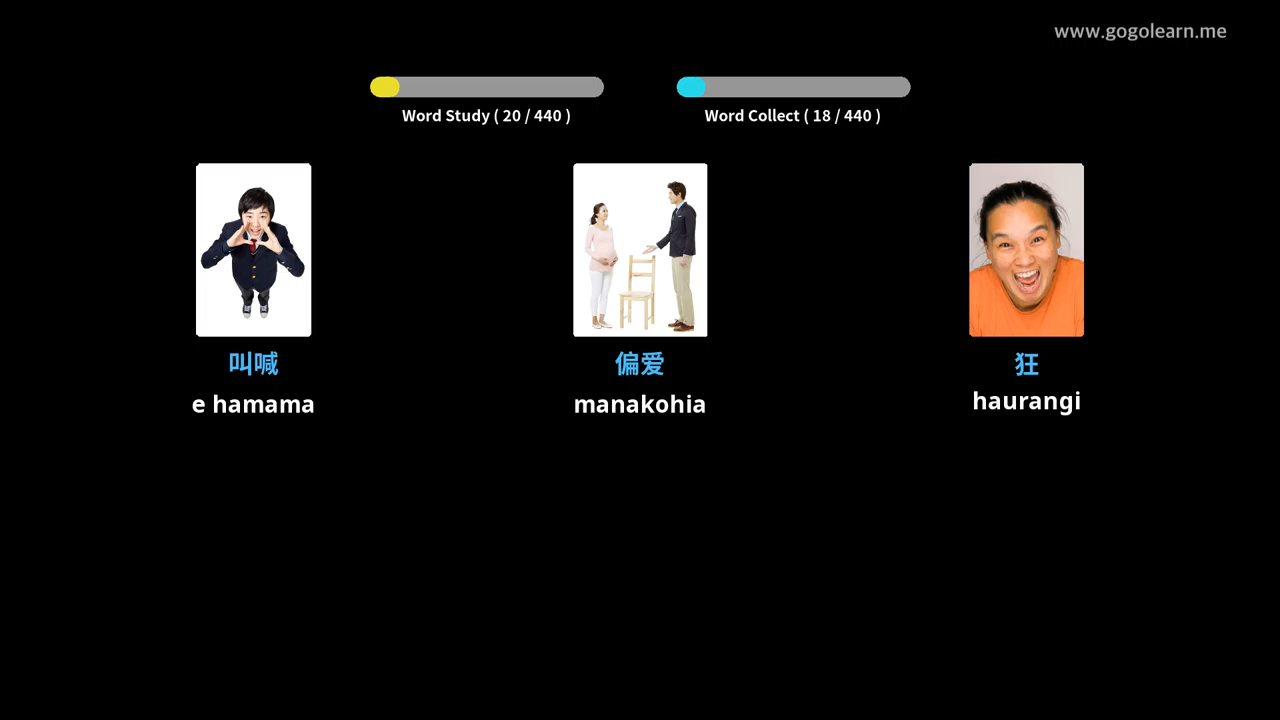 www.gogolearn.me
Word Study ( 20 / 440 )
Word Collect ( 18 / 440 )
叫喊
偏爱
狂
e hamama
manakohia
haurangi